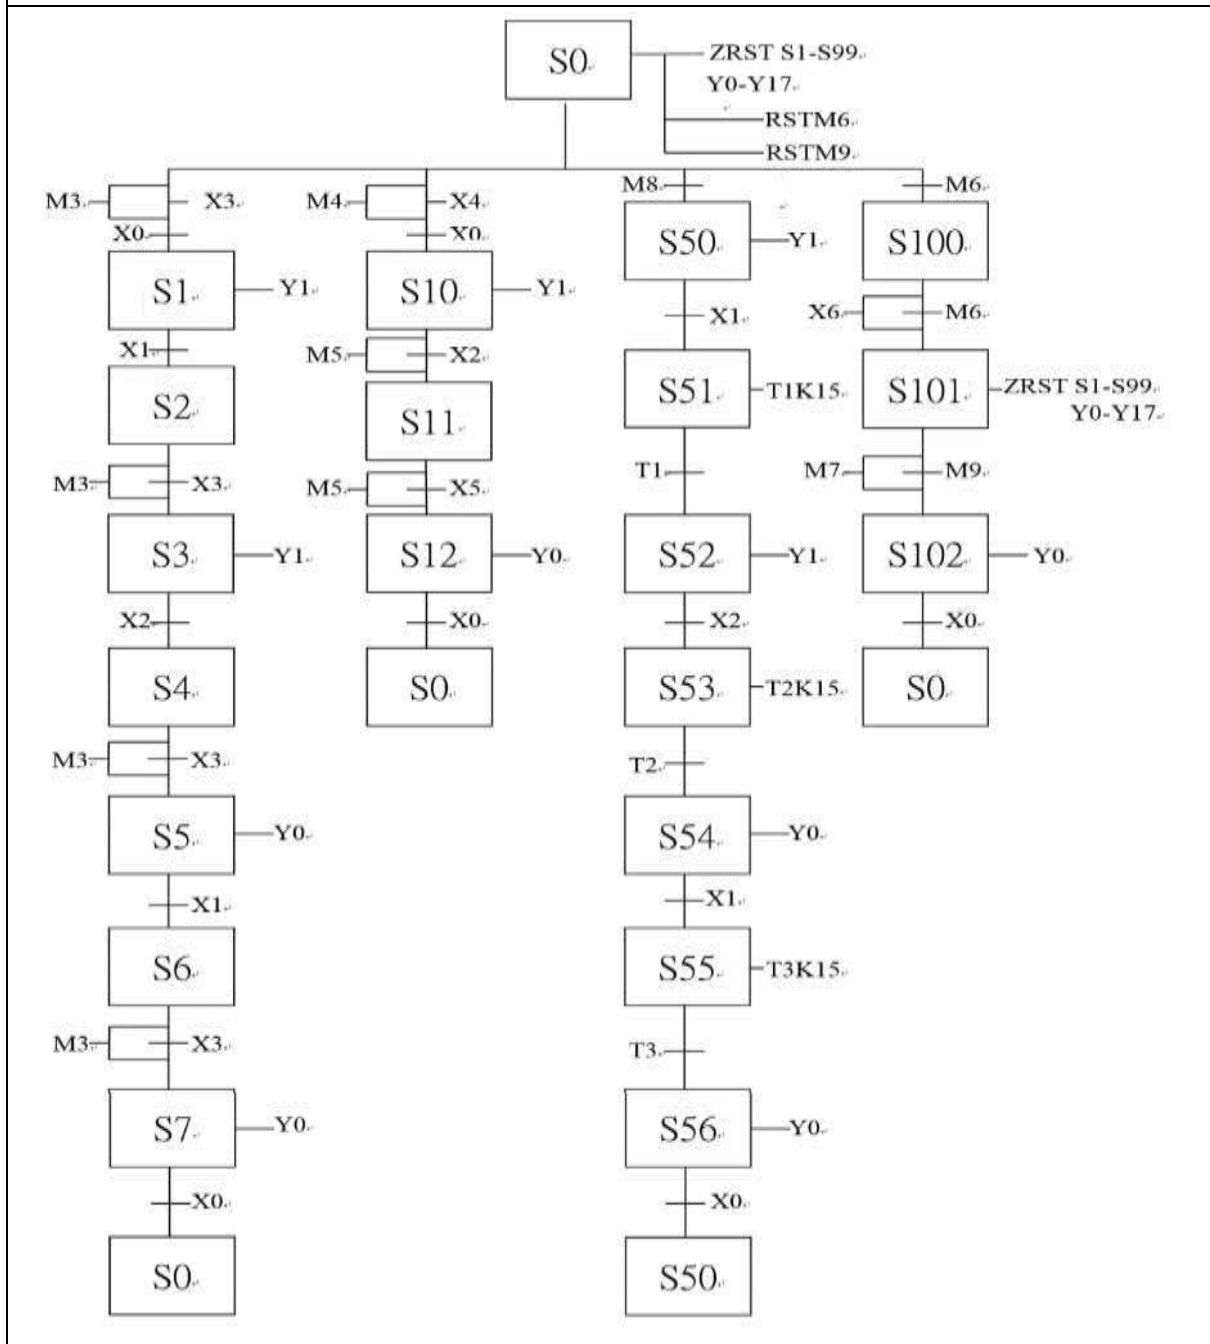 S0
ZRST S1-S99
Y0-Y17
RSTM6
RSTM9
M3 X3
X0
S1 Y1
X1
S2
M3 X3
S3 Y1
X2
S4
M3 X3
S5 Y0
X1
S6
M3 X3
S7 Y0
X0
S0
M4 X4
X0
S10 Y1
M5 X2
S11
M5 X5
S12 Y0
X0
S0
M8
S50 Y1
X1
S51 T1K15
T1
S52 Y1
X2
S53 T2K15
T2
S54 Y0
X1
S55 T3K15
T3
S56 Y0
X0
S50
M6
S100
X6 M6
S101 ZRST S1-S99
Y0-Y17
M7 M9
S102 Y0
X0
S0